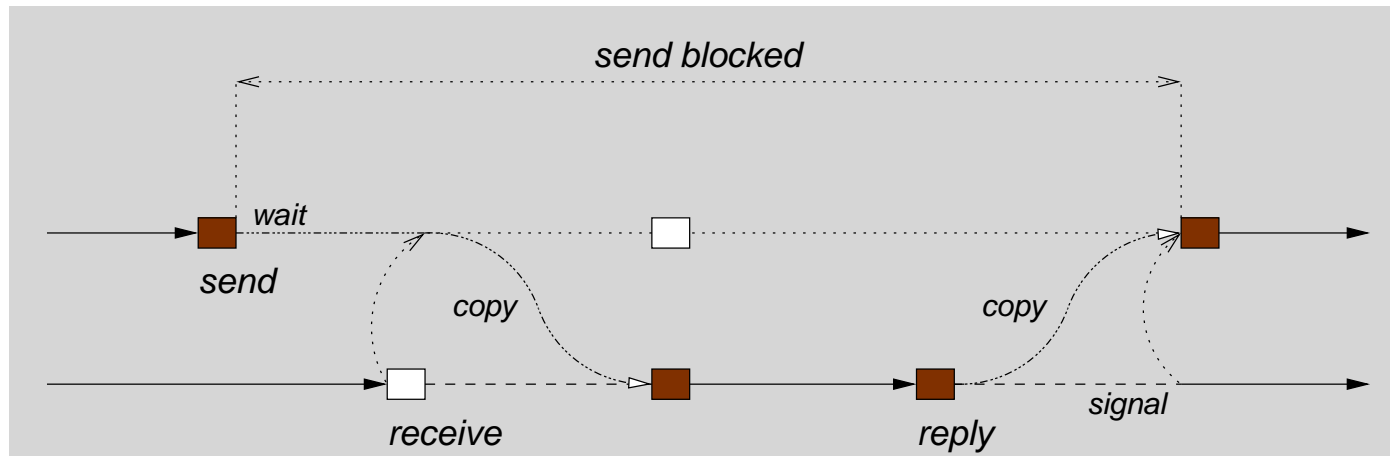 send blocked
wait
send
copy
copy
signal
receive
reply